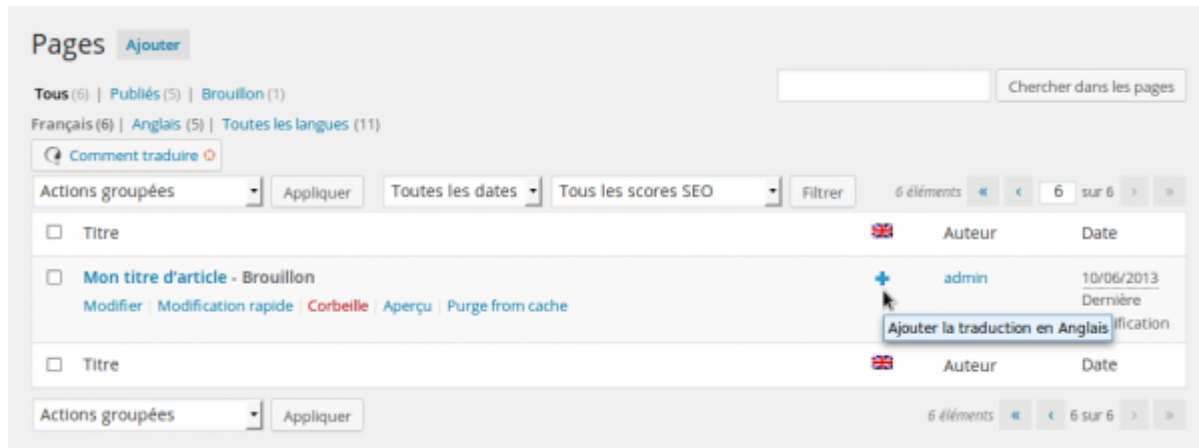 Pages Ajouter
Tous (6) | Publiés (5) | Brouillon (1)
Chercher dans les pages
Français (6) | Anglais (5) | Toutes les langues (11)
Comment traduire
Actions groupées Appliquer Toutes les dates Tous les scores SEO Filtrer 6 éléments « ‹ 6 sur 6 › »
Titre Auteur Date
Mon titre d'article - Brouillon admin 10/06/2013
Modifier | Modification rapide | Corbeille | Aperçu | Purge from cache Dernière
Ajouter la traduction en Anglais ification
Titre Auteur Date
Actions groupées Appliquer 6 éléments « ‹ 6 sur 6 › »